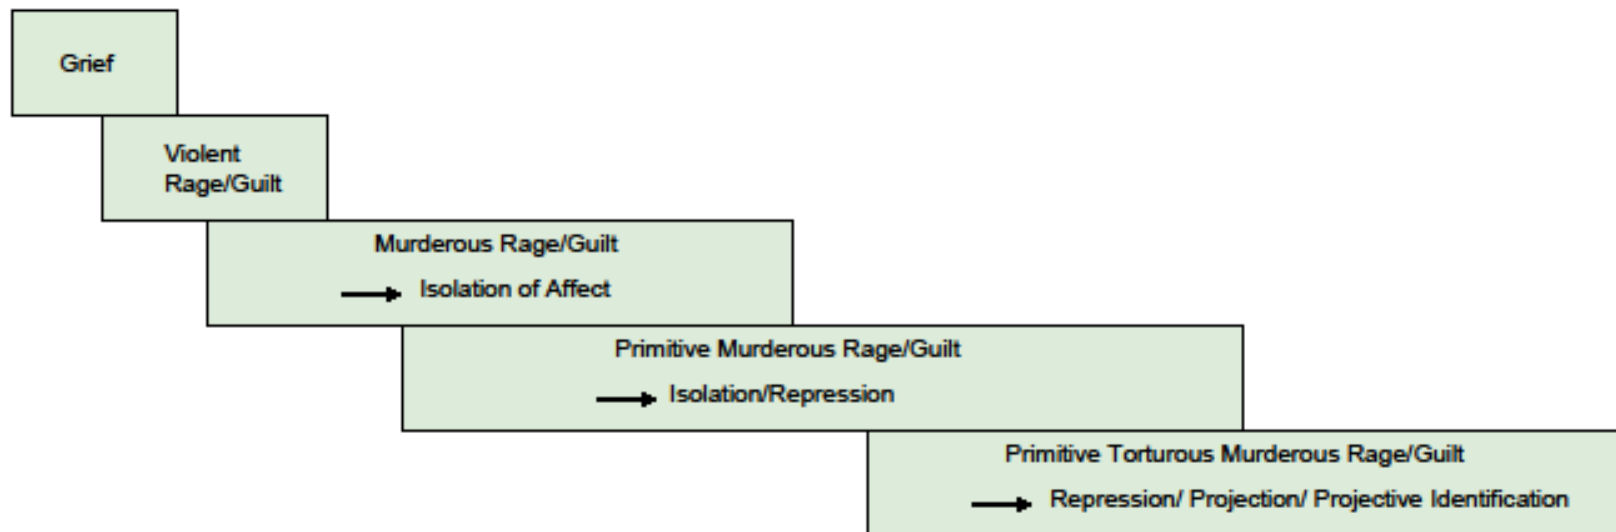 Grief
Violent
Rage/Guilt
Murderous Rage/Guilt
Isolation of Affect
Primitive Murderous Rage/Guilt
Isolation/Repression
Primitive Torturous Murderous Rage/Guilt
Repression/ Projection/ Projective Identification